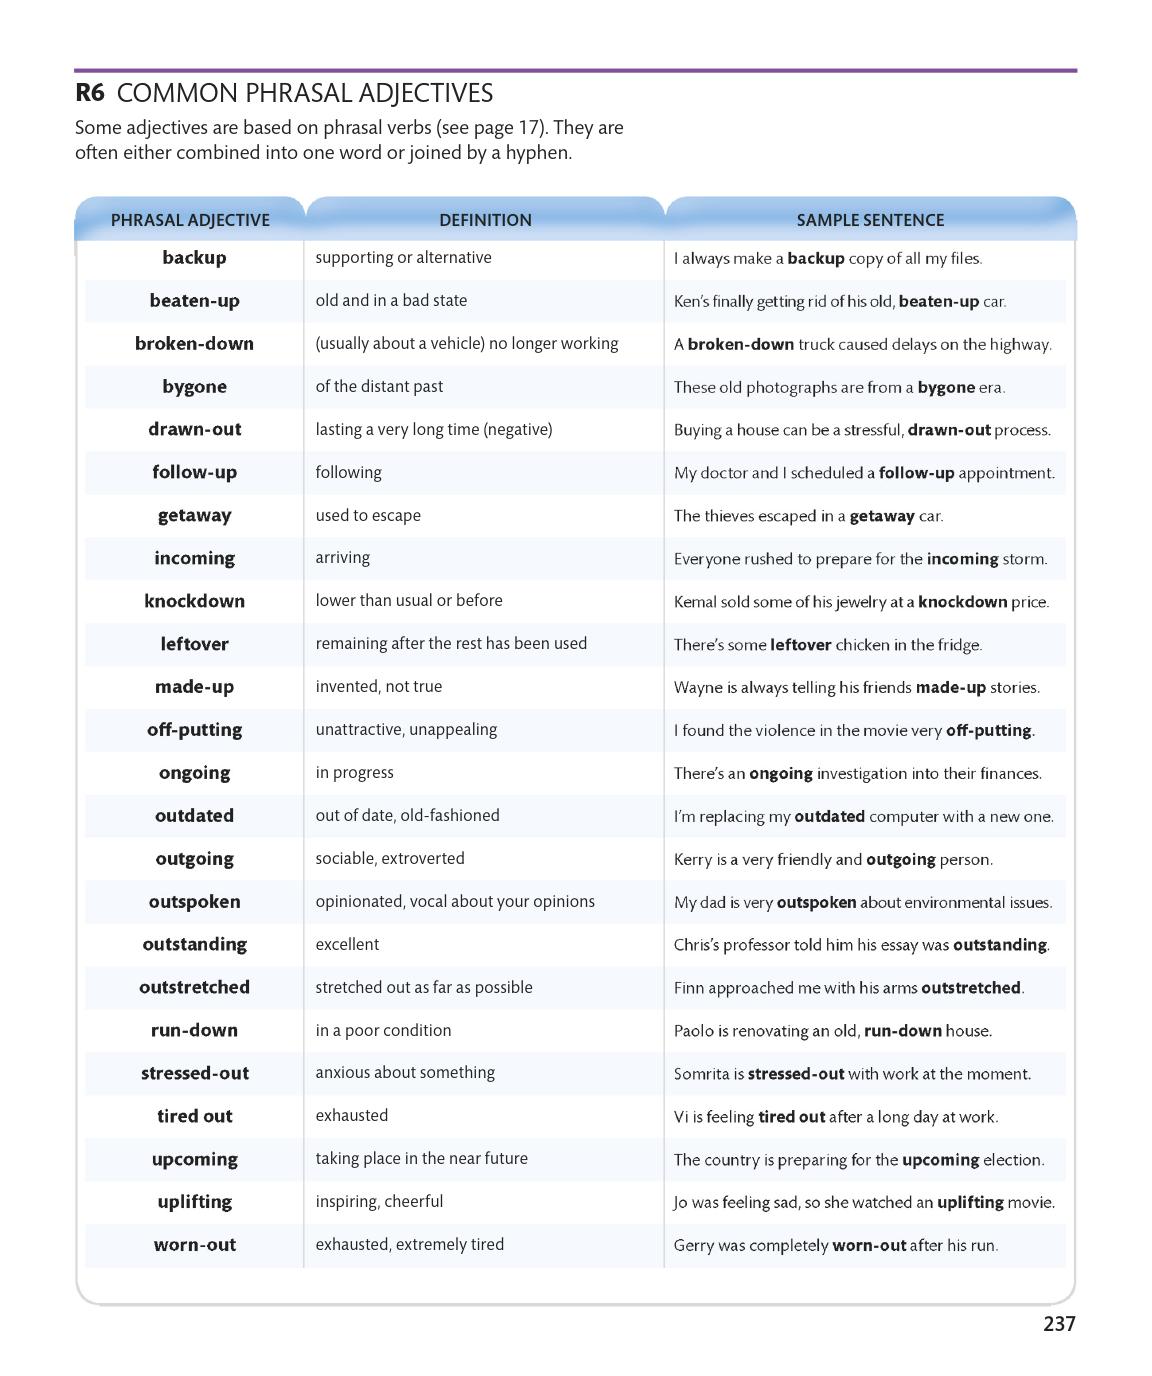 R6 COMMON PHRASAL ADJECTIVES
Some adjectives are based on phrasal verbs (see page 17). They are
often either combined into one word or joined by a hyphen.
PHRASAL ADJECTIVE DEFINITION SAMPLE SENTENCE
backup supporting or alternative I always make a backup copy of all my files.
beaten-up old and in a bad state Ken's finally getting rid of his old, beaten-up car.
broken-down (usually about a vehicle) no longer working A broken-down truck caused delays on the highway.
bygone of the distant past These old photographs are from a bygone era.
drawn-out lasting a very long time (negative) Buying a house can be a stressful, drawn-out process.
follow-up following My doctor and I scheduled a follow-up appointment.
getaway used to escape The thieves escaped in a getaway car.
incoming arriving Everyone rushed to prepare for the incoming storm.
knockdown lower than usual or before Kemal sold some of his jewelry at a knockdown price.
leftover remaining after the rest has been used There's some leftover chicken in the fridge.
made-up invented, not true Wayne is always telling his friends made-up stories.
off-putting unattractive, unappealing I found the violence in the movie very off-putting.
ongoing in progress There's an ongoing investigation into their finances.
outdated out of date, old-fashioned I'm replacing my outdated computer with a new one.
outgoing sociable, extroverted Kerry is a very friendly and outgoing person.
outspoken opinionated, vocal about your opinions My dad is very outspoken about environmental issues.
outstanding excellent Chris's professor told him his essay was outstanding.
outstretched stretched out as far as possible Finn approached me with his arms outstretched.
run-down in a poor condition Paolo is renovating an old, run-down house.
stressed-out anxious about something Somrita is stressed-out with work at the moment.
tired out exhausted Vi is feeling tired out after a long day at work.
upcoming taking place in the near future The country is preparing for the upcoming election.
uplifting inspiring, cheerful Jo was feeling sad, so she watched an uplifting movie.
worn-out exhausted, extremely tired Gerry was completely worn-out after his run.
237